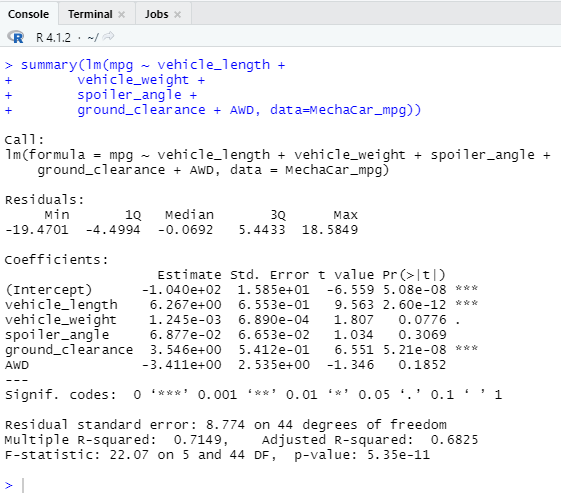 Console Terminal × Jobs ×
R 4.1.2 · ~/
> summary(lm(mpg ~ vehicle_length +
+        vehicle_weight +
+        spoiler_angle +
+        ground_clearance + AWD, data=MechaCar_mpg))

Call:
lm(formula = mpg ~ vehicle_length + vehicle_weight + spoiler_angle +
    ground_clearance + AWD, data = MechaCar_mpg)

Residuals:
     Min       1Q   Median       3Q      Max
-19.4701  -4.4994  -0.0692   5.4433  18.5849

Coefficients:
                   Estimate Std. Error t value Pr(>|t|)
(Intercept)      -1.040e+02  1.585e+01  -6.559 5.08e-08 ***
vehicle_length    6.267e+00  6.553e-01   9.563 2.60e-12 ***
vehicle_weight    1.245e-03  6.890e-04   1.807   0.0776 .
spoiler_angle     6.877e-02  6.653e-02   1.034   0.3069
ground_clearance  3.546e+00  5.412e-01   6.551 5.21e-08 ***
AWD              -3.411e+00  2.535e+00  -1.346   0.1852
---
Signif. codes:  0 ‘***’ 0.001 ‘**’ 0.01 ‘*’ 0.05 ‘.’ 0.1 ‘ ’ 1

Residual standard error: 8.774 on 44 degrees of freedom
Multiple R-squared:  0.7149,    Adjusted R-squared:  0.6825
F-statistic: 22.07 on 5 and 44 DF,  p-value: 5.35e-11

>